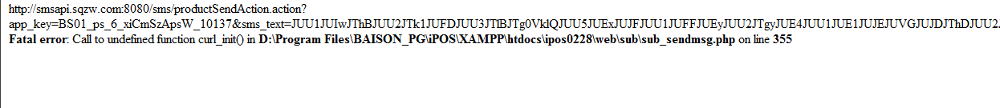 http://smsapi.sqzw.com:8080/sms/productSendAction.action?
app_key=BS01_ps_6_xiCmSzApsW_10137&sms_text=JUU1JUIwJThBJUU2JTk1JUFDJUU3JTlBJTg0VklQJUU5JUExJUJFJUU1JUFFJUEyJUU2JTgyJUE4JUU1JUE1JUJEJUVGJUJDJThDJUU2.
Fatal error: Call to undefined function curl_init() in D:\Program Files\BAISON_PG\iPOS\XAMPP\htdocs\ipos0228\web\sub\sub_sendmsg.php on line 355